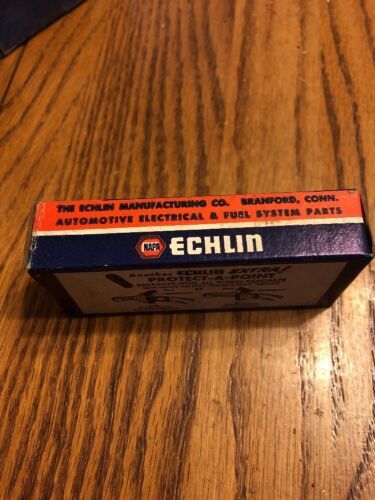 THE ECHLIN MANUFACTURING CO. BRANFORD, CONN.
AUTOMOTIVE ELECTRICAL & FUEL SYSTEM PARTS
NAPA ECHLIN
Another ECHLIN EXTRA!
PROTECT-A-POINT